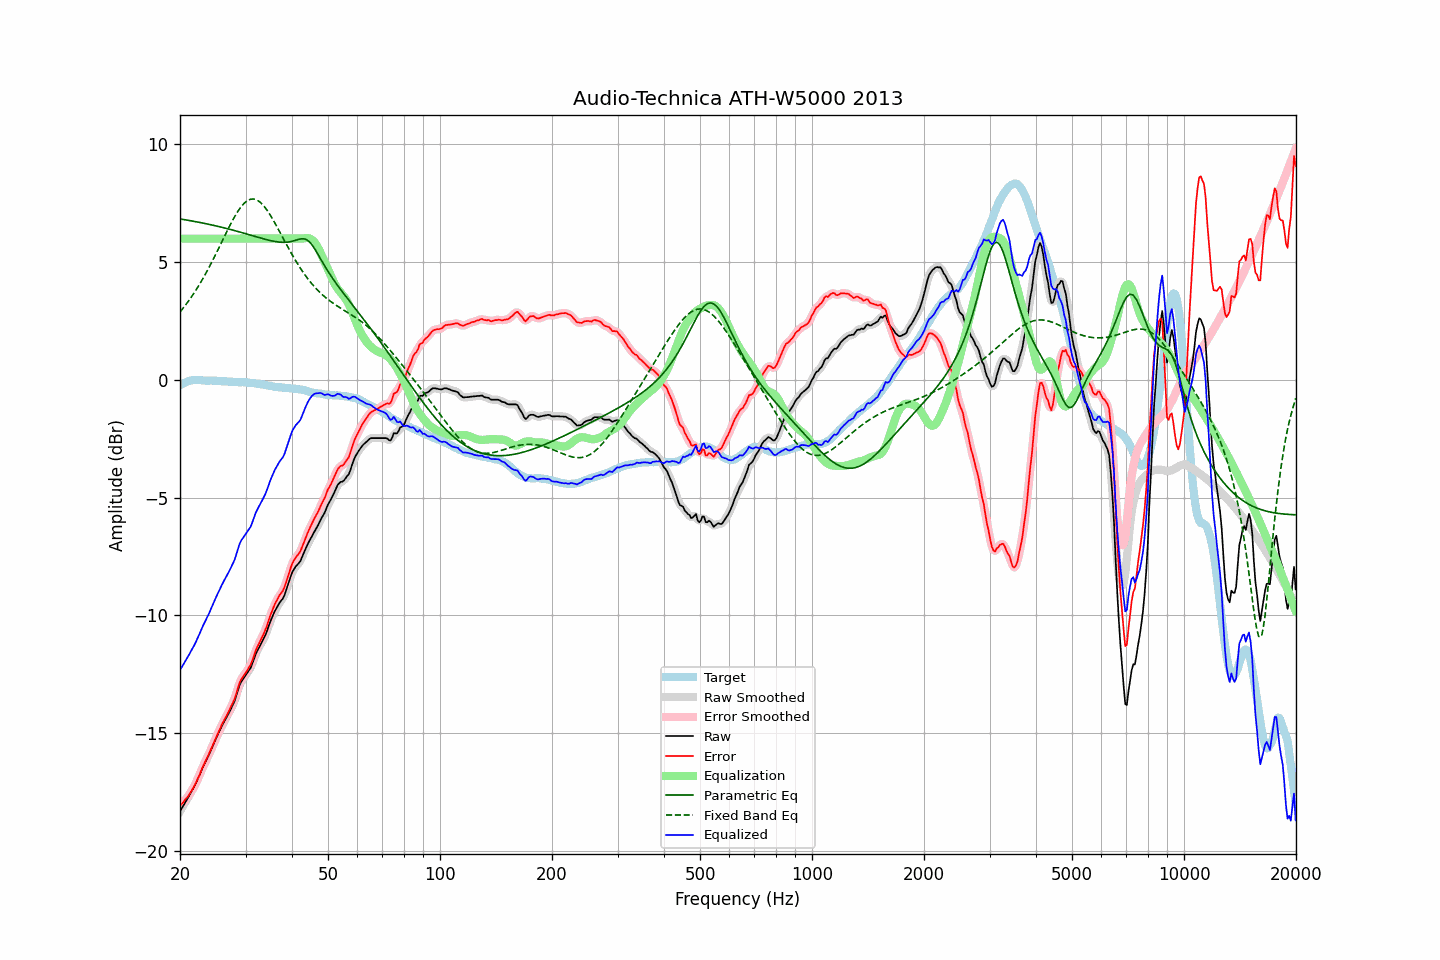 Audio-Technica ATH-W5000 2013
Amplitude (dBr)
10
5
0
−5
−10
−15
−20
Target
Raw Smoothed
Error Smoothed
Raw
Error
Equalization
Parametric Eq
Fixed Band Eq
Equalized
20
50
100
200
500
1000
2000
5000
10000
20000
Frequency (Hz)